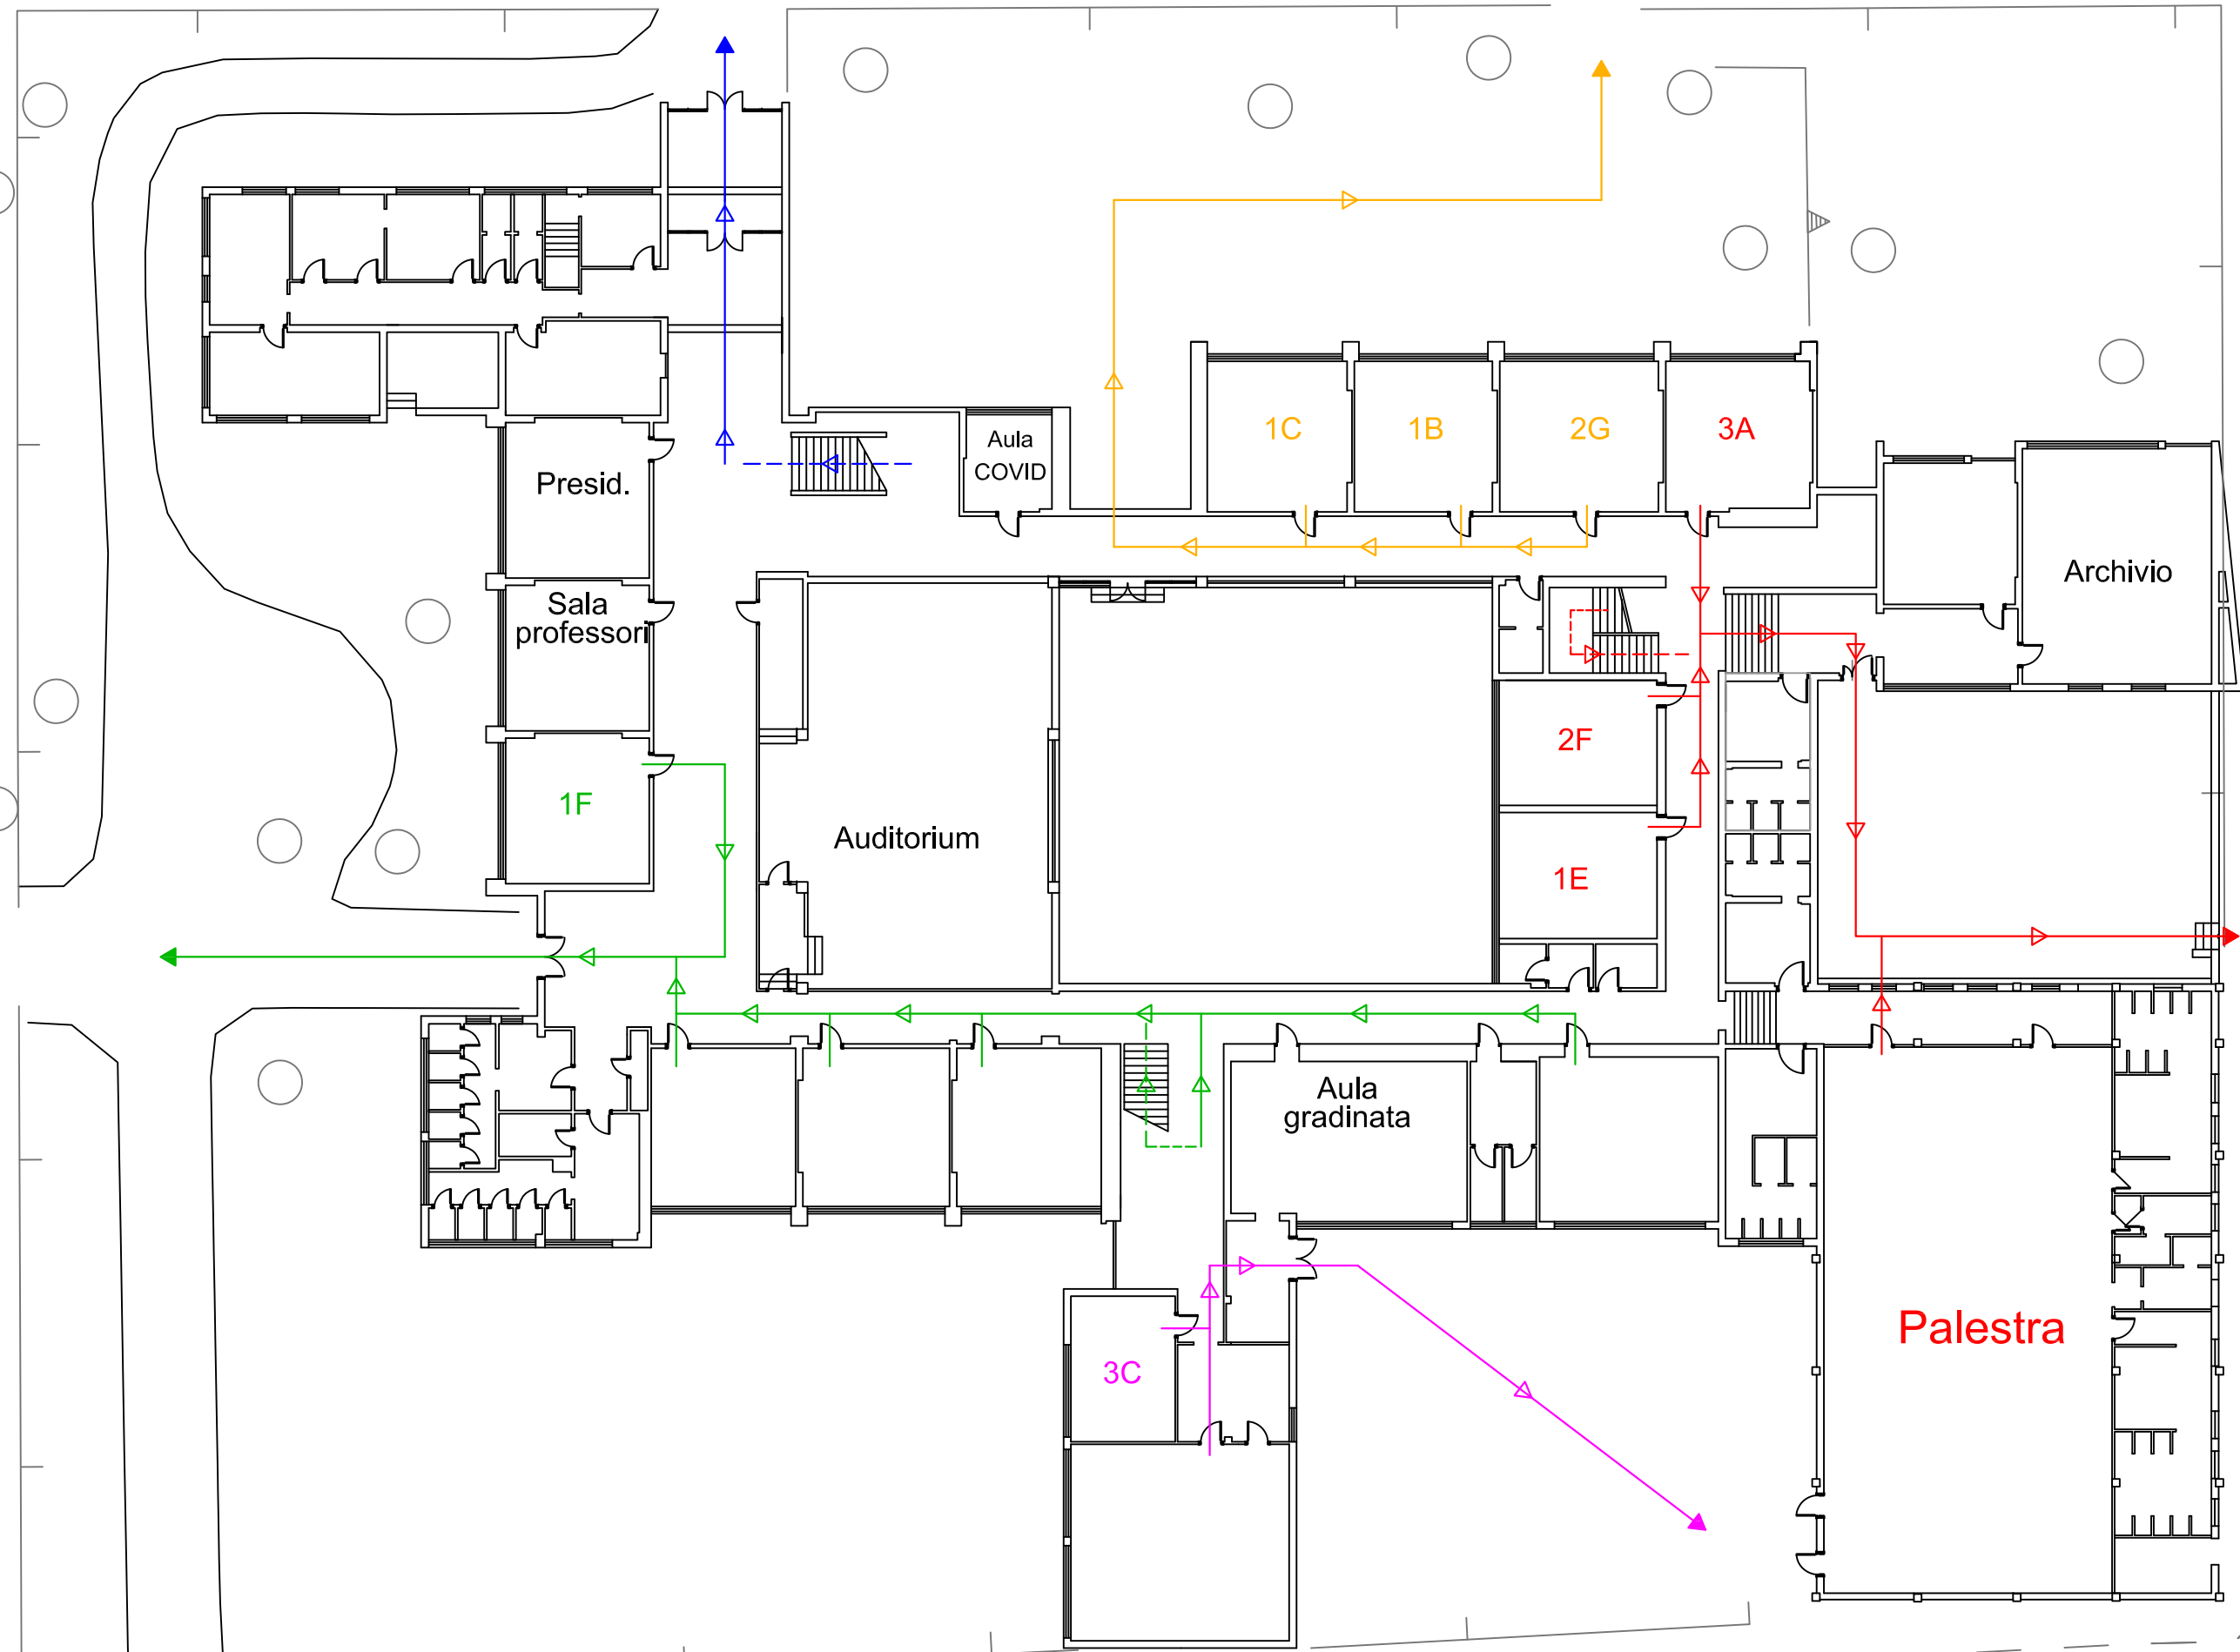 1C
1B
2G
3A
Aula
COVID
Presid.
Archivio
Sala
professori
2F
1F
Auditorium
1E
Aula
gradinata
Palestra
3C